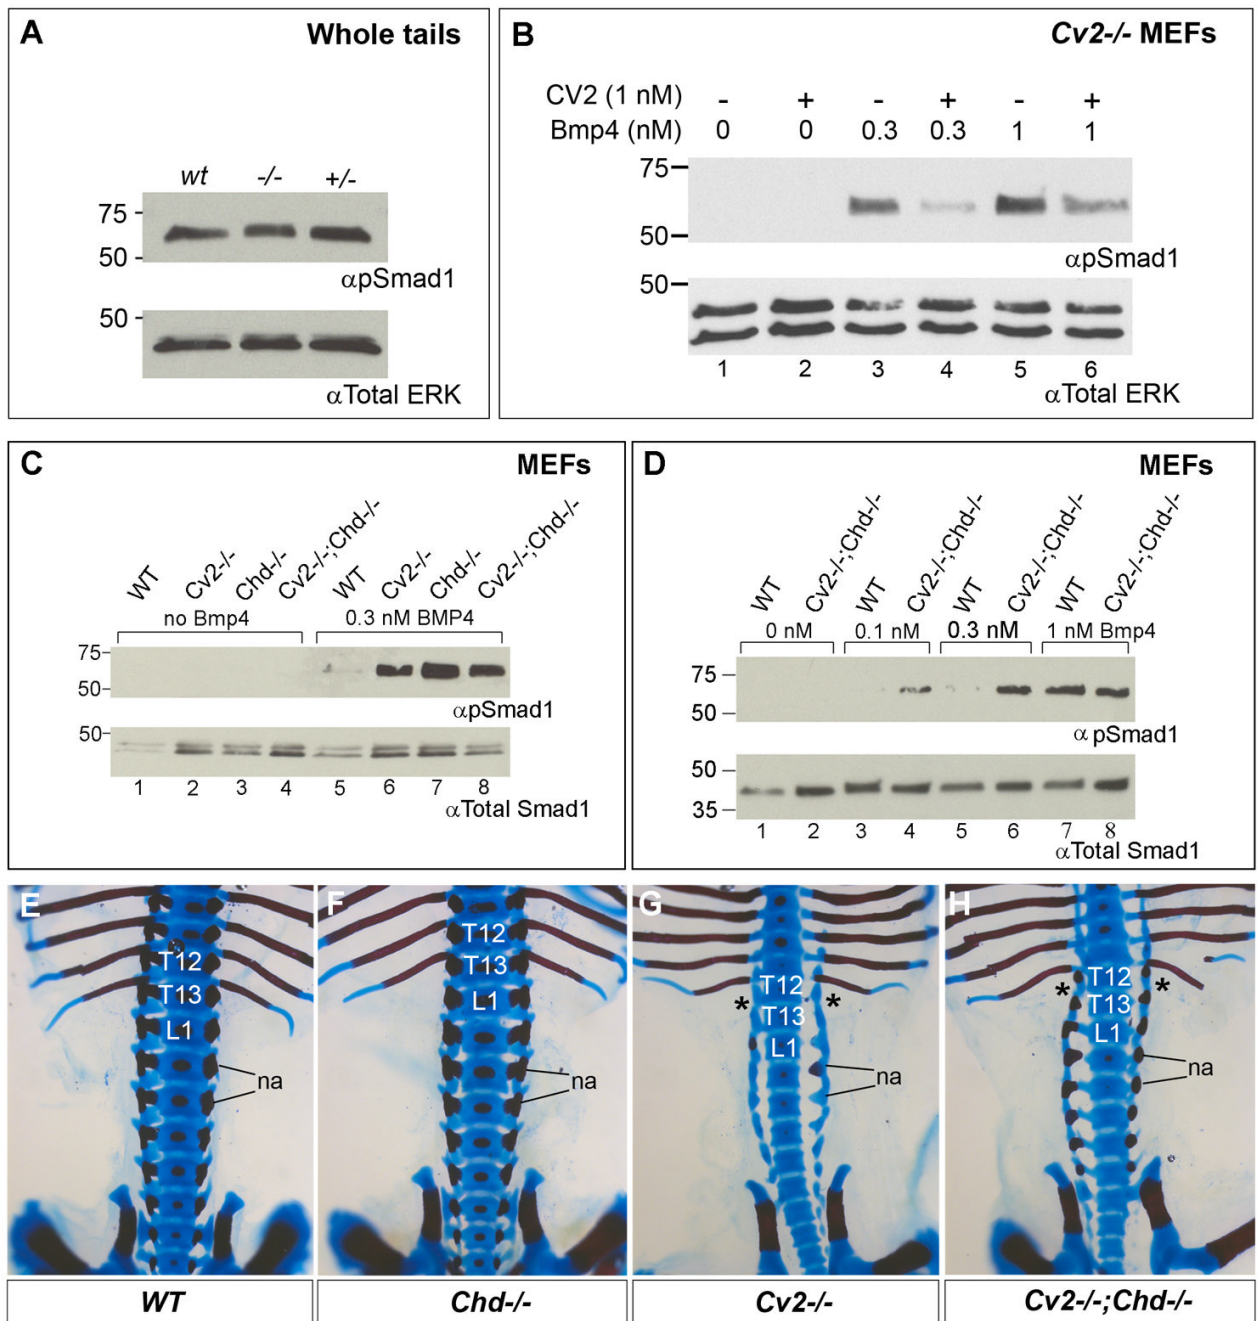 A
Whole tails
wt -/- +/-
75
50
αpSmad1
50
αTotal ERK
B
Cv2-/- MEFs
CV2 (1 nM) - + - + - +
Bmp4 (nM) 0 0 0.3 0.3 1 1
75
50
αpSmad1
50
1 2 3 4 5 6
αTotal ERK
C
MEFs
WT Cv2-/- Chd-/- Cv2-/-;Chd-/- WT Cv2-/- Chd-/- Cv2-/-;Chd-/-
no Bmp4 0.3 nM BMP4
75
50
αpSmad1
50
1 2 3 4 5 6 7 8
αTotal Smad1
D
MEFs
WT Cv2-/-;Chd-/- WT Cv2-/-;Chd-/- WT Cv2-/-;Chd-/- WT Cv2-/-;Chd-/-
0 nM 0.1 nM 0.3 nM 1 nM Bmp4
75
50
α pSmad1
50
35
1 2 3 4 5 6 7 8
αTotal Smad1
E
T12
T13
L1
na
WT
F
T12
T13
L1
na
Chd-/-
G
T12
* *
T13
L1
na
Cv2-/-
H
T12
* *
T13
L1
na
Cv2-/-;Chd-/-